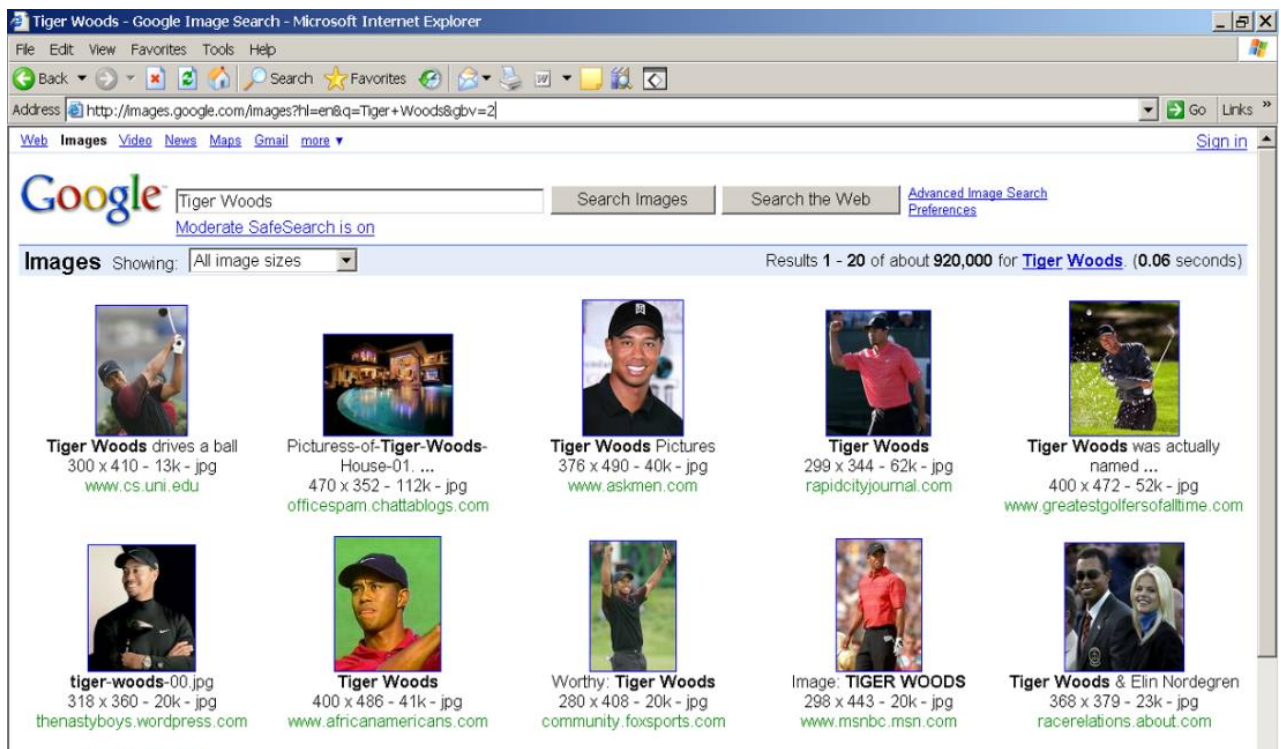 Tiger Woods - Google Image Search - Microsoft Internet Explorer
File Edit View Favorites Tools Help
Back Search Favorites
Address http://images.google.com/images?hl=en&q=Tiger+Woods&gbv=2 Go Links »
Web Images Video News Maps Gmail more ▼ Sign in
Google™ Tiger Woods Search Images Search the Web Advanced Image Search
Preferences
Moderate SafeSearch is on
Images Showing: All image sizes Results 1 - 20 of about 920,000 for Tiger Woods. (0.06 seconds)
Tiger Woods drives a ball
300 x 410 - 13k - jpg
www.cs.uni.edu
Picturess-of-Tiger-Woods-
House-01. ...
470 x 352 - 112k - jpg
officespam.chattablogs.com
Tiger Woods Pictures
376 x 490 - 40k - jpg
www.askmen.com
Tiger Woods
299 x 344 - 62k - jpg
rapidcityjournal.com
Tiger Woods was actually
named ...
400 x 472 - 52k - jpg
www.greatestgolfersofalltime.com
tiger-woods-00.jpg
318 x 360 - 20k - jpg
thenastyboys.wordpress.com
Tiger Woods
400 x 486 - 41k - jpg
www.africanamericans.com
Worthy: Tiger Woods
280 x 408 - 20k - jpg
community.foxsports.com
Image: TIGER WOODS
298 x 443 - 20k - jpg
www.msnbc.msn.com
Tiger Woods & Elin Nordegren
368 x 379 - 23k - jpg
racerelations.about.com